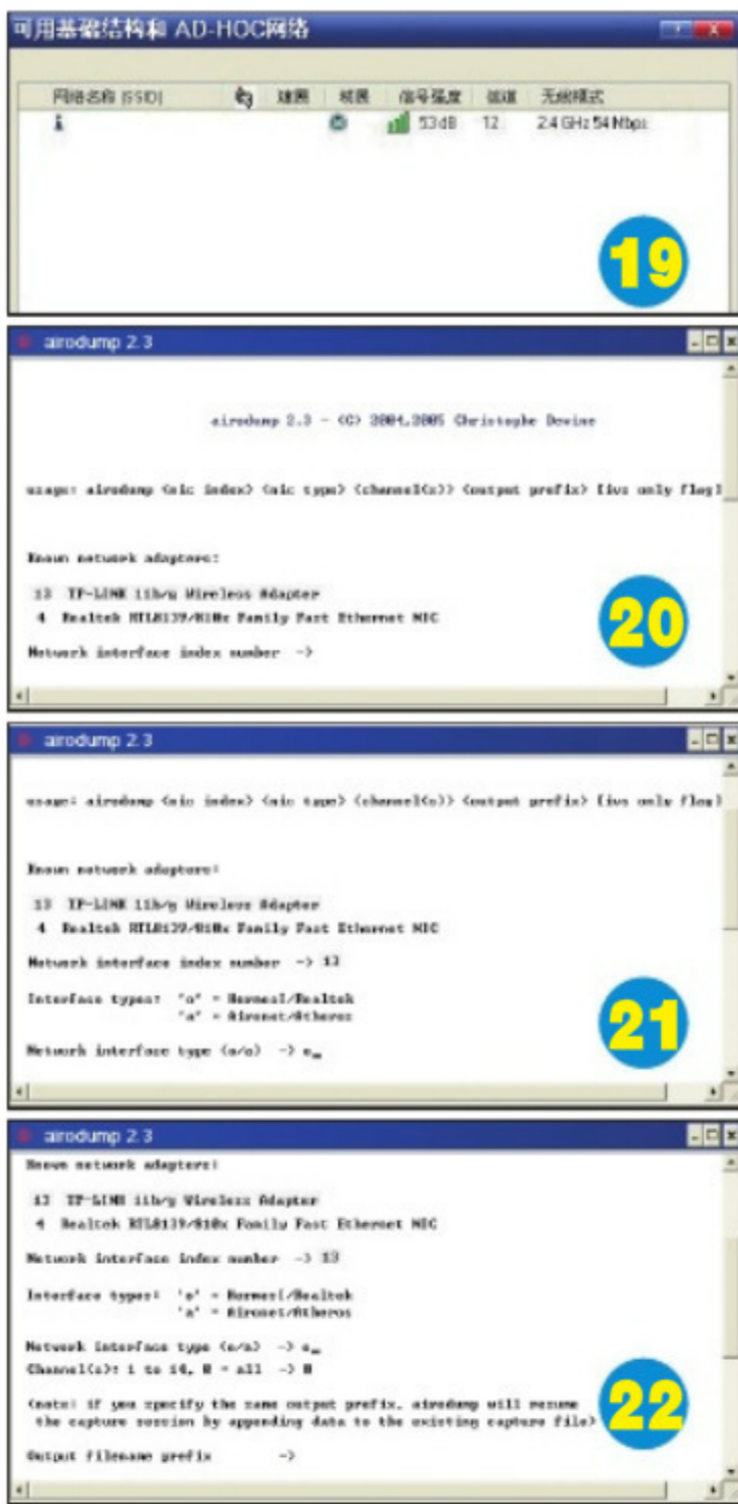 可用基础结构和 AD-HOC网络
网络名称 (SSID) 信号强度 信道 无线模式
53 dB 12 2.4 GHz 54 Mbps
19
airodump 2.3
airodump 2.3 - (C) 2004,2005 Christophe Devine
usage: airodump <nic index> <nic type> <channel(s)> <output prefix> [ivs only flag]
Known network adapters:
13 TP-LINK 11b/g Wireless Adapter
4 Realtek RTL8139/810x Family Fast Ethernet NIC
Network interface index number ->
20
airodump 2.3
usage: airodump <nic index> <nic type> <channel(s)> <output prefix> [ivs only flag]
Known network adapters:
13 TP-LINK 11b/g Wireless Adapter
4 Realtek RTL8139/810x Family Fast Ethernet NIC
Network interface index number -> 13
Interface types: 'o' = HermesI/Realtek
'a' = Aironet/Atheros
Network interface type (o/a) ->
21
airodump 2.3
Known network adapters:
13 TP-LINK 11b/g Wireless Adapter
4 Realtek RTL8139/810x Family Fast Ethernet NIC
Network interface index number -> 13
Interface types: 'o' = HermesI/Realtek
'a' = Aironet/Atheros
Network interface type (o/a) ->
Channel(s): 1 to 14, 0 = all -> 0
(note: if you specify the same output prefix, airodump will resume
the capture session by appending data to the existing capture file)
Output filename prefix ->
22